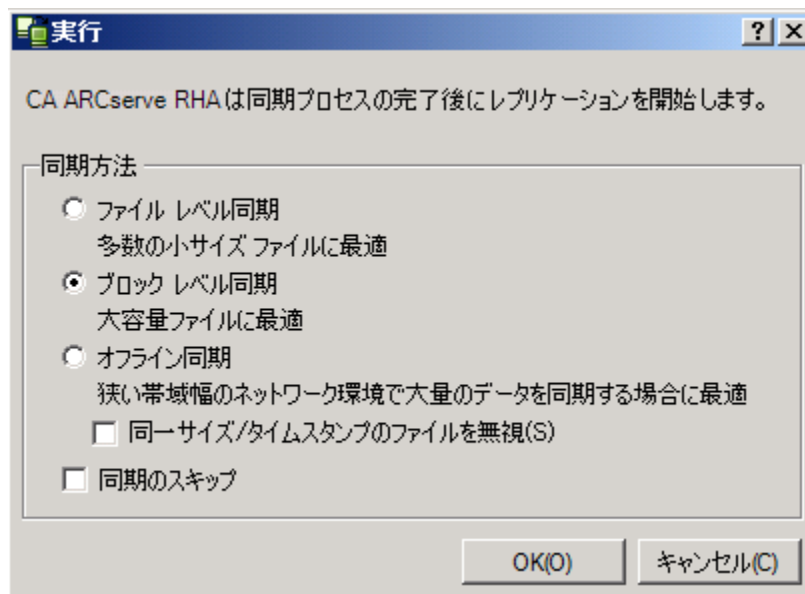 実行
CA ARCserve RHAは同期プロセスの完了後にレプリケーションを開始します。
同期方法
ファイル レベル同期
多数の小サイズ ファイルに最適
ブロック レベル同期
大容量ファイルに最適
オフライン同期
狭い帯域幅のネットワーク環境で大量のデータを同期する場合に最適
同一サイズ/タイムスタンプのファイルを無視(S)
同期のスキップ
OK(O) キャンセル(C)